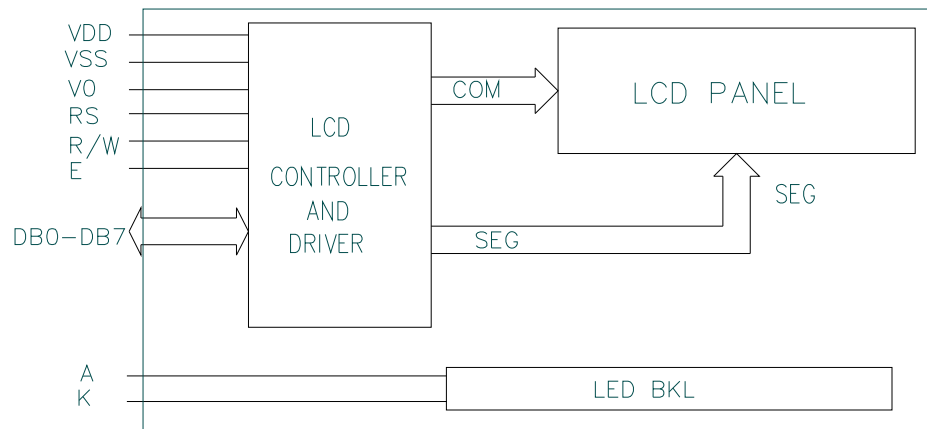 VDD
VSS
V0
RS
R/W
E
DB0-DB7
LCD
CONTROLLER
AND
DRIVER
COM
LCD PANEL
SEG
SEG
A
K
LED BKL